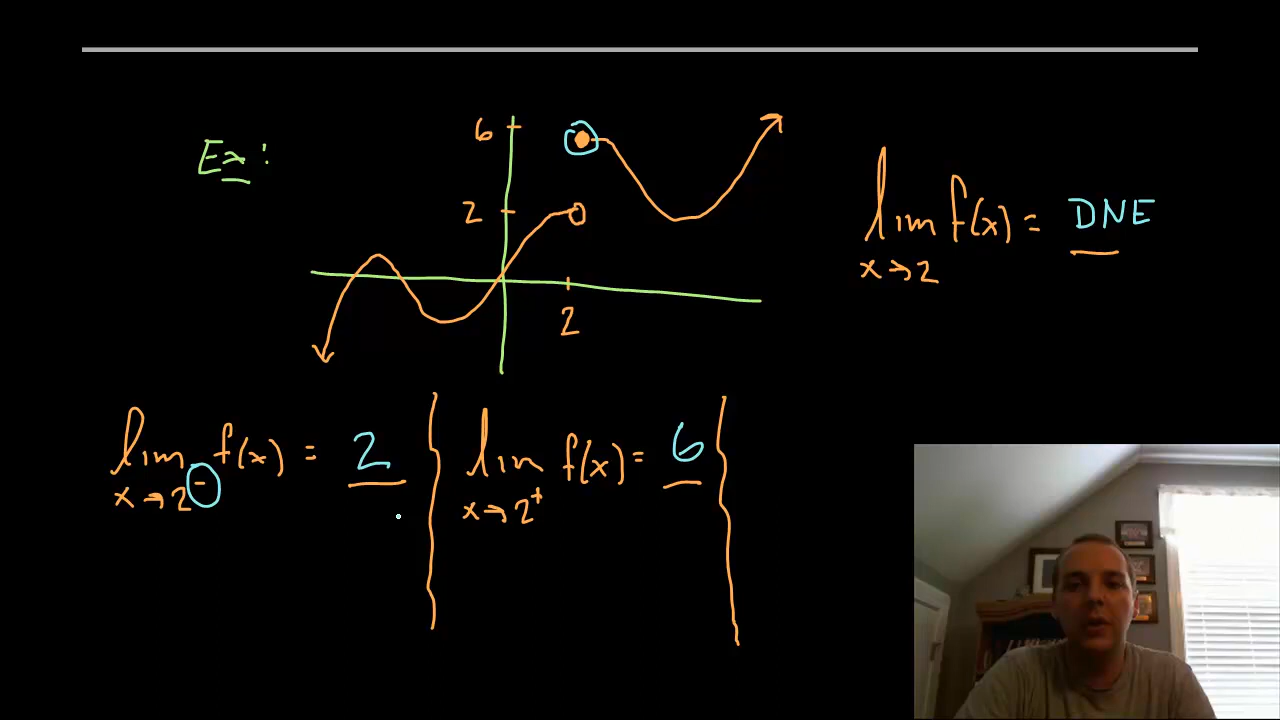 Ex:
6
2
2
lim f(x) = DNE
x→2
lim f(x) = 2
x→2⁻
lim f(x) = 6
x→2⁺